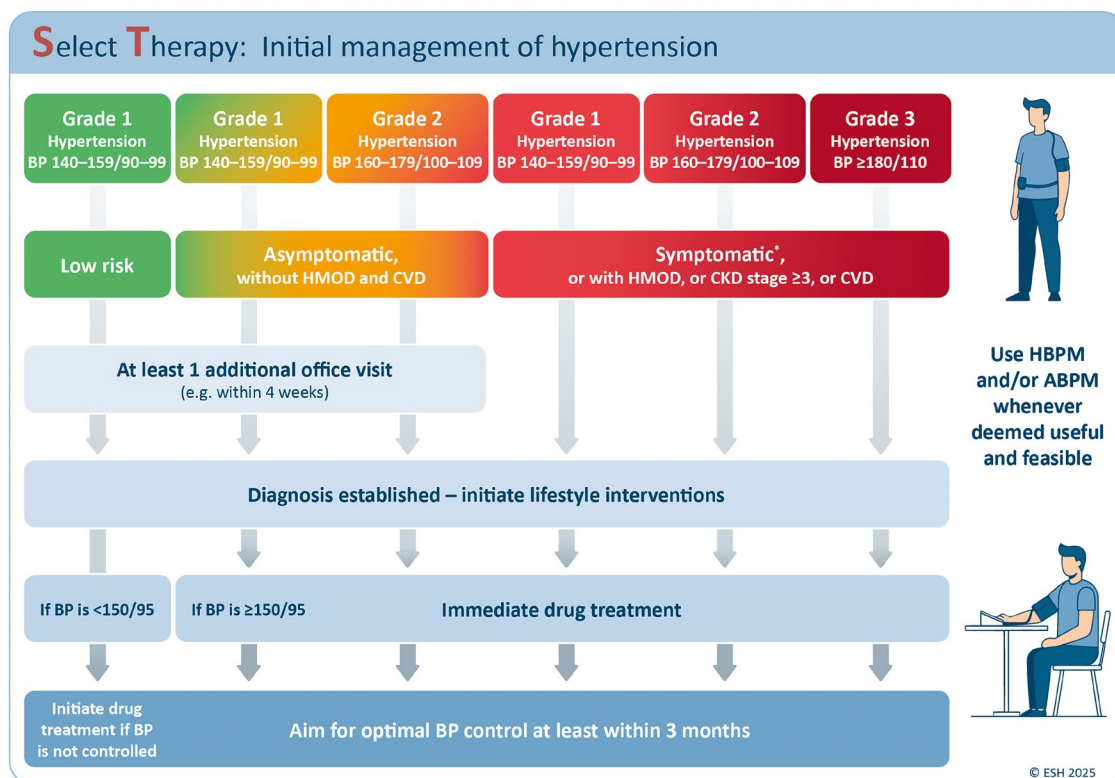 Select Therapy: Initial management of hypertension
Grade 1
Hypertension
BP 140–159/90–99
Grade 1
Hypertension
BP 140–159/90–99
Grade 2
Hypertension
BP 160–179/100–109
Grade 1
Hypertension
BP 140–159/90–99
Grade 2
Hypertension
BP 160–179/100–109
Grade 3
Hypertension
BP ≥180/110
Low risk
Asymptomatic,
without HMOD and CVD
Symptomatic*,
or with HMOD, or CKD stage ≥3, or CVD
At least 1 additional office visit
(e.g. within 4 weeks)
Use HBPM
and/or ABPM
whenever
deemed useful
and feasible
Diagnosis established – initiate lifestyle interventions
If BP is <150/95
If BP is ≥150/95
Immediate drug treatment
Initiate drug
treatment if BP
is not controlled
Aim for optimal BP control at least within 3 months
© ESH 2025